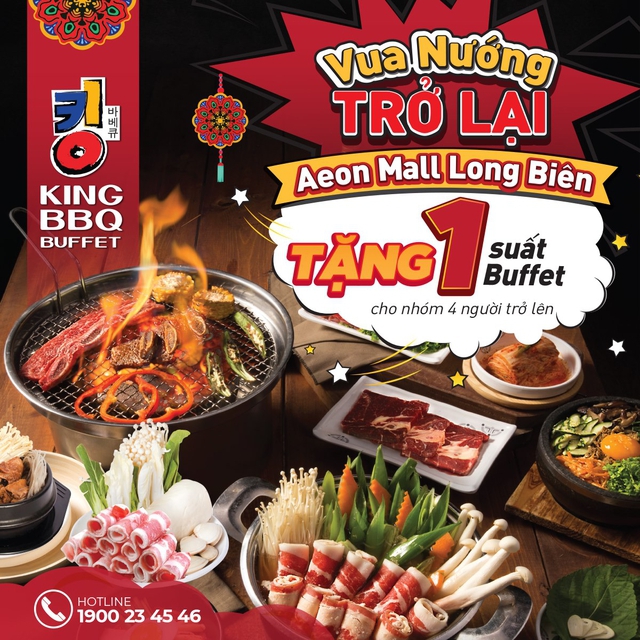 킹
바베큐
KING
BBQ
BUFFET
Vua Nướng
TRỞ LẠI
Aeon Mall Long Biên
TẶNG 1 suất
Buffet
cho nhóm 4 người trở lên
HOTLINE
1900 23 45 46